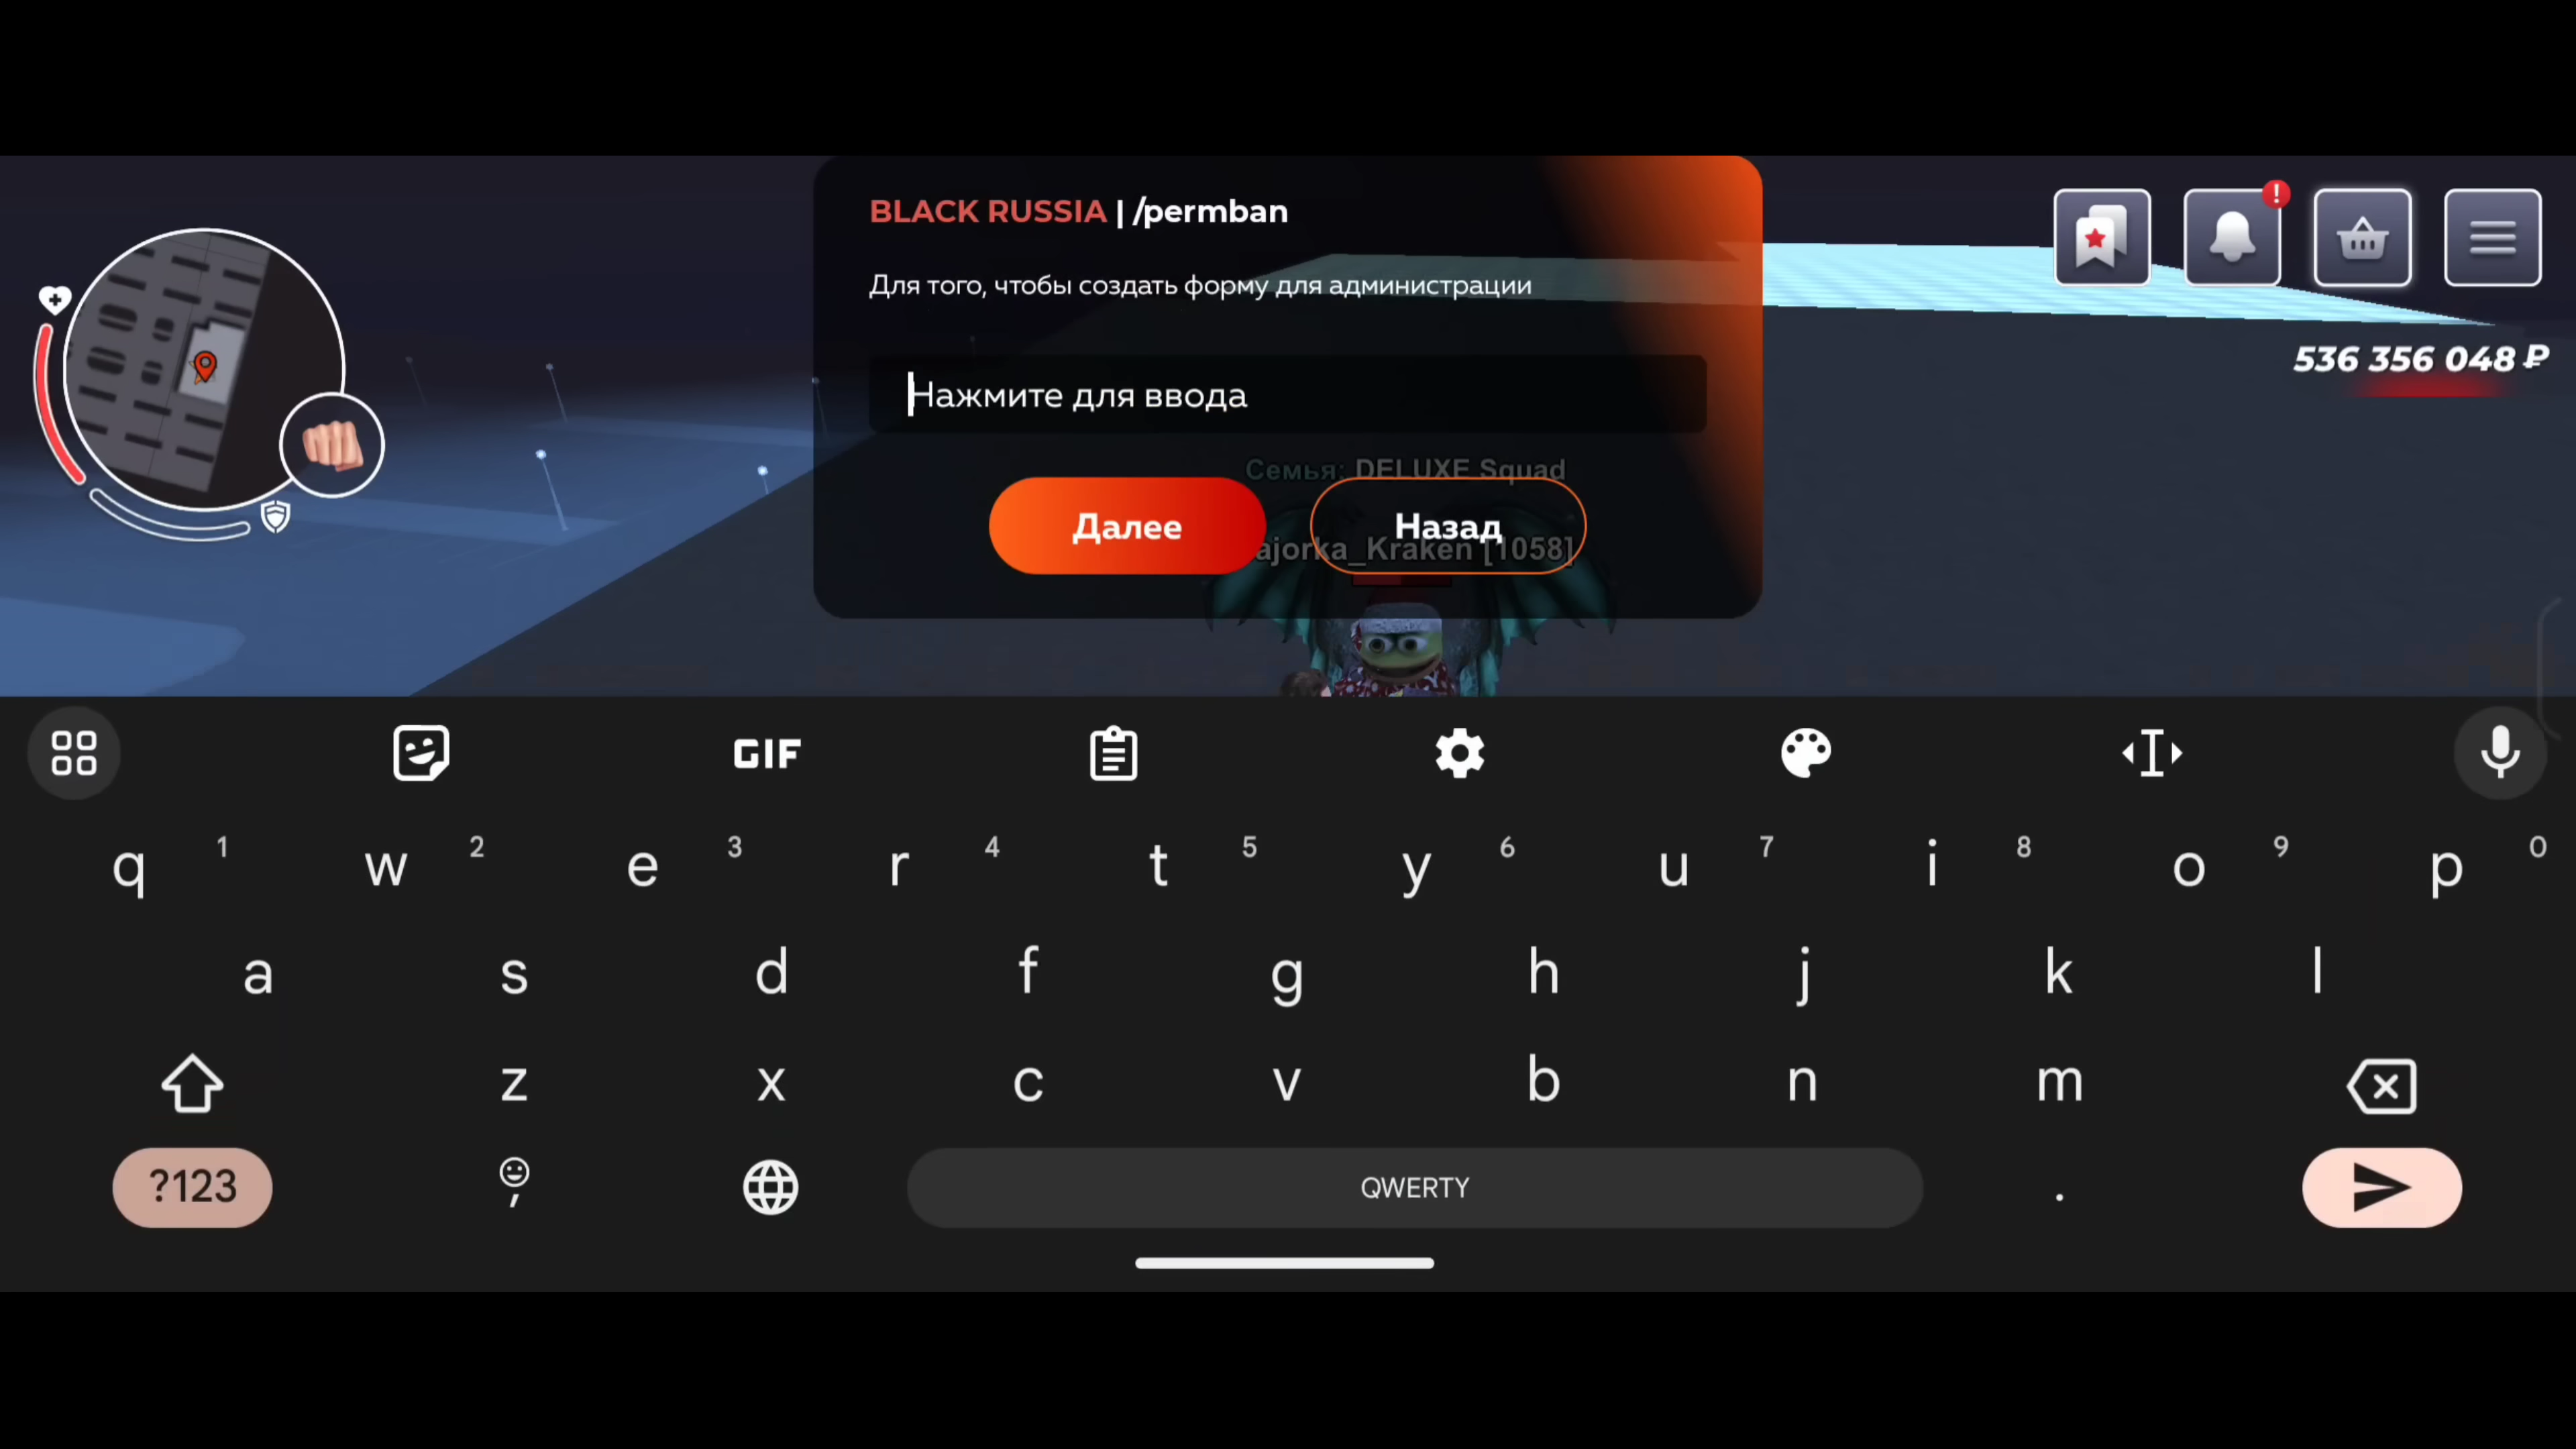 BLACK RUSSIA | /permban
Для того, чтобы создать форму для администрации
Нажмите для ввода
536 356 048 ₽
Семья: DELUXE Squad
Далее
Назад
ajorka_Kraken [1058]
GIF
q 1 w 2 e 3 r 4 t 5 y 6 u 7 i 8 o 9 p 0
a s d f g h j k l
z x c v b n m
?123 , QWERTY .